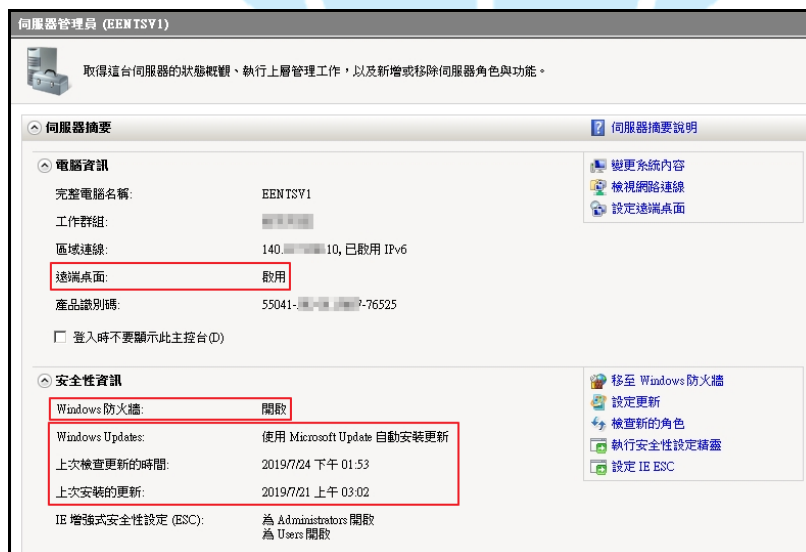 伺服器管理員 (EENTSV1)
取得這台伺服器的狀態概觀、執行上層管理工作，以及新增或移除伺服器角色與功能。
伺服器摘要
伺服器摘要說明
電腦資訊
完整電腦名稱: EENTSV1
工作群組:
區域連線: 140. 10, 已啟用 IPv6
遠端桌面: 啟用
產品識別碼: 55041- -76525
登入時不要顯示此主控台(D)
變更系統內容
檢視網路連線
設定遠端桌面
安全性資訊
Windows 防火牆: 開啟
Windows Updates: 使用 Microsoft Update 自動安裝更新
上次檢查更新的時間: 2019/7/24 下午 01:53
上次安裝的更新: 2019/7/21 上午 03:02
IE 增強式安全性設定 (ESC): 為 Administrators 開啟
為 Users 開啟
移至 Windows 防火牆
設定更新
檢查新的角色
執行安全性設定精靈
設定 IE ESC